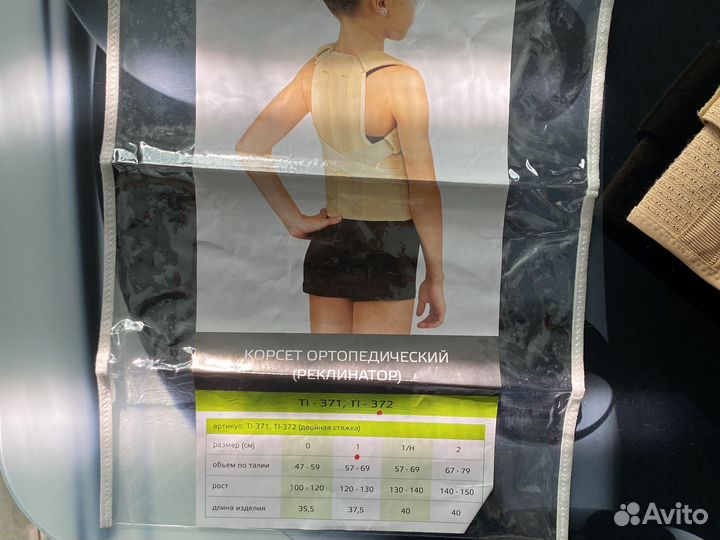 КОРСЕТ ОРТОПЕДИЧЕСКИЙ
(РЕКЛИНАТОР)
Ti - 371, TI - 372
артикул: TI-371, TI-372 (двойная стяжка)
размер (см) 0 1 1/Н 2
объем по талии 47 - 59 57 - 69 57 - 69 67 - 79
рост 100 - 120 120 - 130 130 - 140 140 - 150
длина изделия 35,5 37,5 40 40
Avito